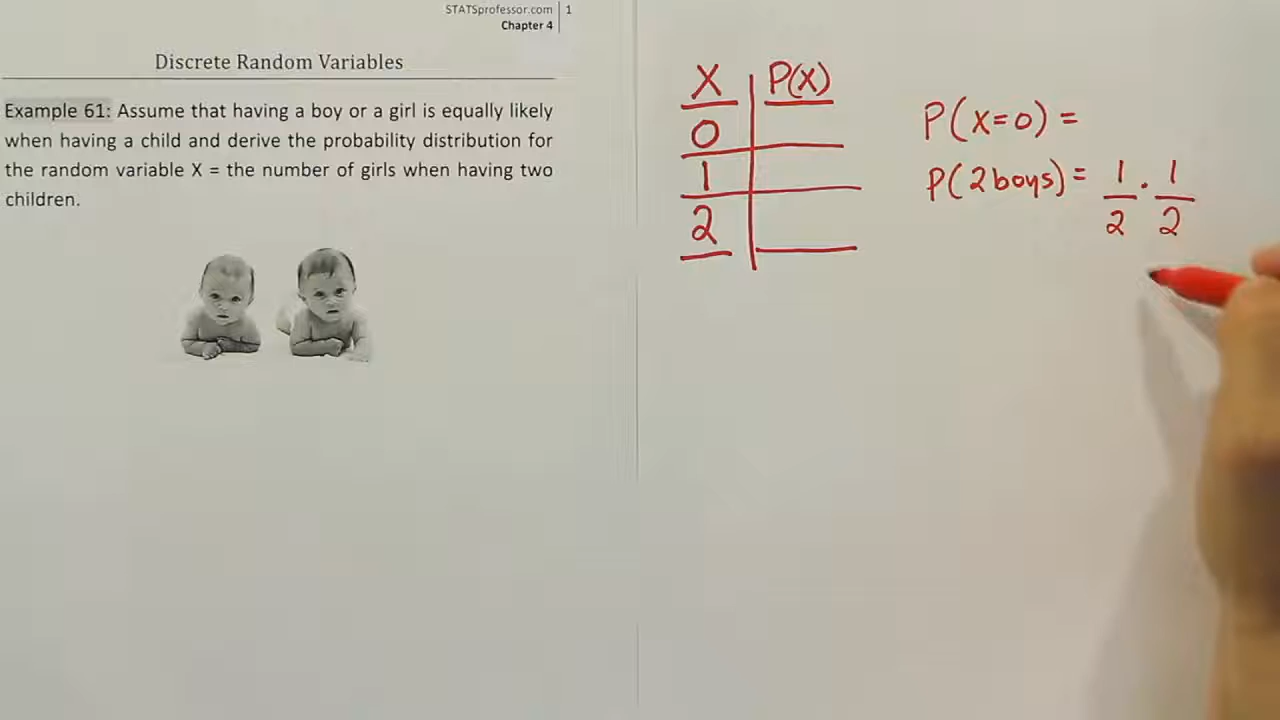 STATSprofessor.com | 1
Chapter 4
Discrete Random Variables
Example 61: Assume that having a boy or a girl is equally likely
when having a child and derive the probability distribution for
the random variable X = the number of girls when having two
children.
X P(X)
0
1
2
P(X=0) =
P(2boys) = 1/2 · 1/2